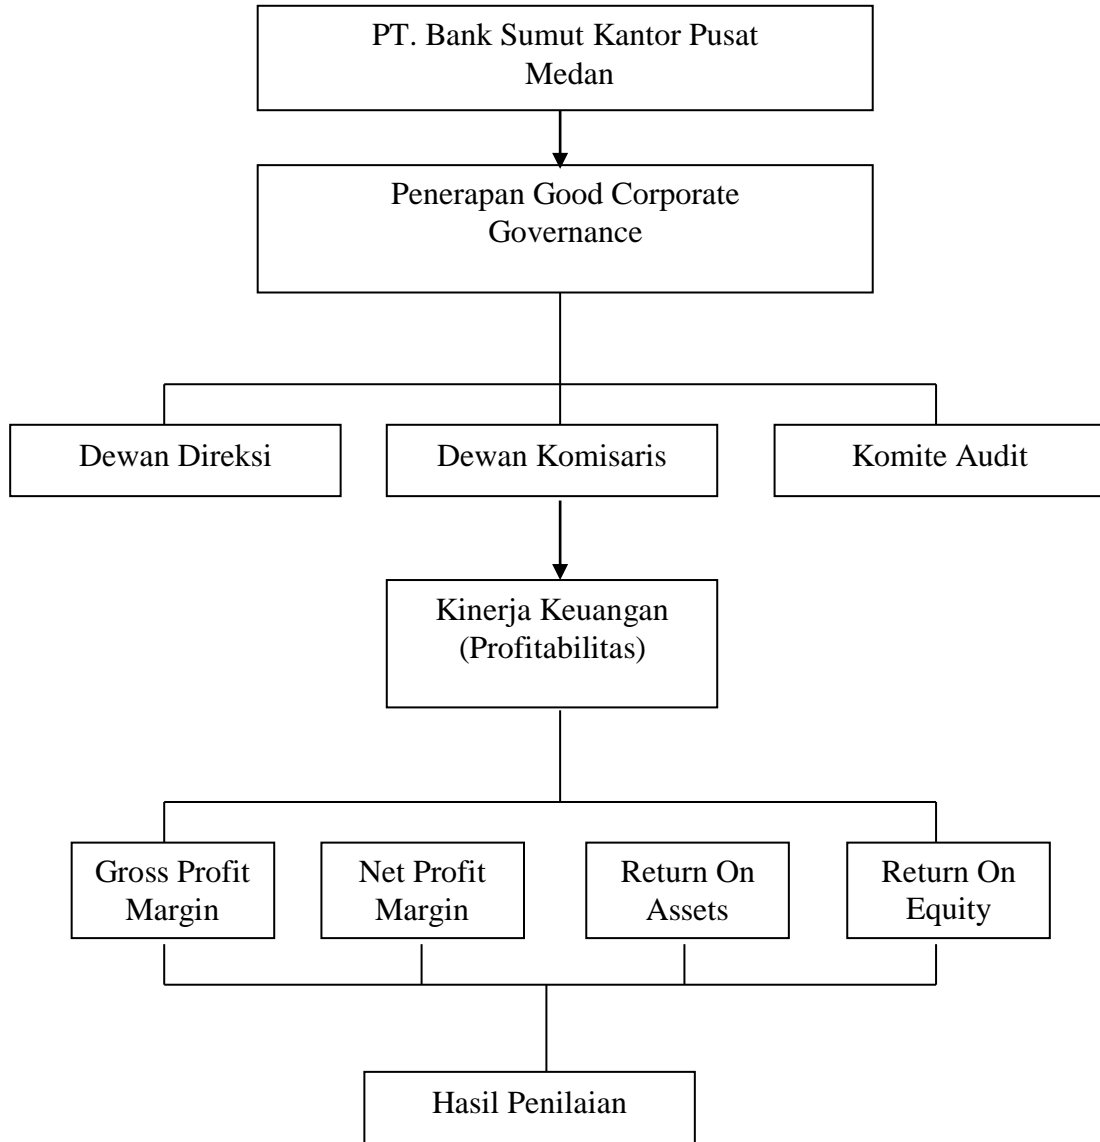 PT. Bank Sumut Kantor Pusat
Medan
Penerapan Good Corporate
Governance
Dewan Direksi
Dewan Komisaris
Komite Audit
Kinerja Keuangan
(Profitabilitas)
Gross Profit
Margin
Net Profit
Margin
Return On
Assets
Return On
Equity
Hasil Penilaian